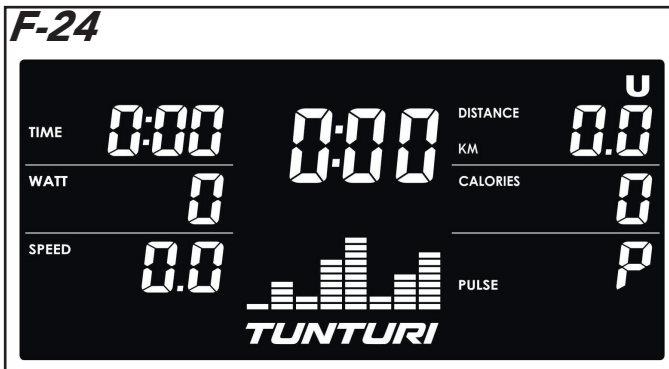 F-24
U
TIME 0:00
0:00
DISTANCE
KM
0.0
WATT 0
CALORIES 0
SPEED 0.0
PULSE P
TUNTURI